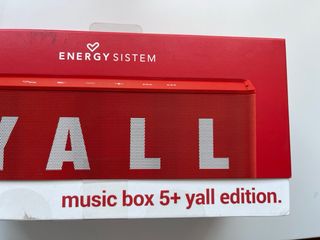 ENERGY SISTEM
YALL
music box 5+ yall edition.